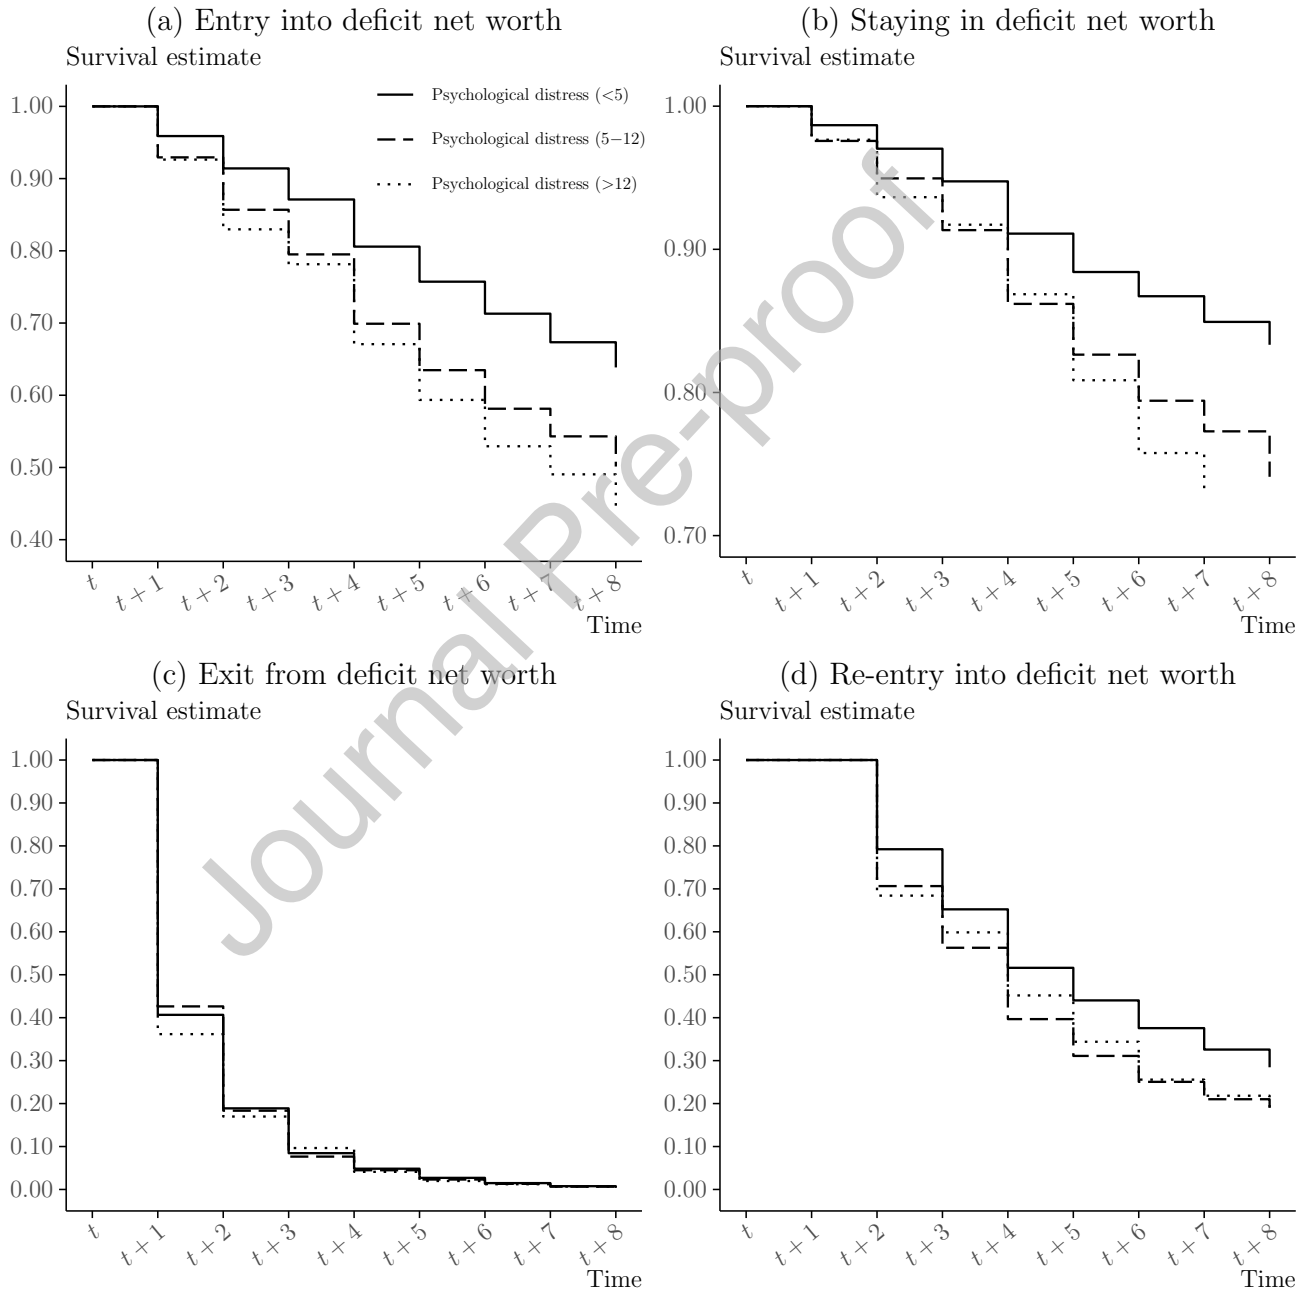 (a) Entry into deficit net worth
Survival estimate
1.00
0.90
0.80
0.70
0.60
0.50
0.40
Psychological distress (<5)
Psychological distress (5−12)
Psychological distress (>12)
t
t + 1
t + 2
t + 3
t + 4
t + 5
t + 6
t + 7
t + 8
Time
(b) Staying in deficit net worth
Survival estimate
1.00
0.90
0.80
0.70
t
t + 1
t + 2
t + 3
t + 4
t + 5
t + 6
t + 7
t + 8
Time
(c) Exit from deficit net worth
Survival estimate
1.00
0.90
0.80
0.70
0.60
0.50
0.40
0.30
0.20
0.10
0.00
t
t + 1
t + 2
t + 3
t + 4
t + 5
t + 6
t + 7
t + 8
Time
(d) Re-entry into deficit net worth
Survival estimate
1.00
0.90
0.80
0.70
0.60
0.50
0.40
0.30
0.20
0.10
0.00
t
t + 1
t + 2
t + 3
t + 4
t + 5
t + 6
t + 7
t + 8
Time
Journal Pre-proof